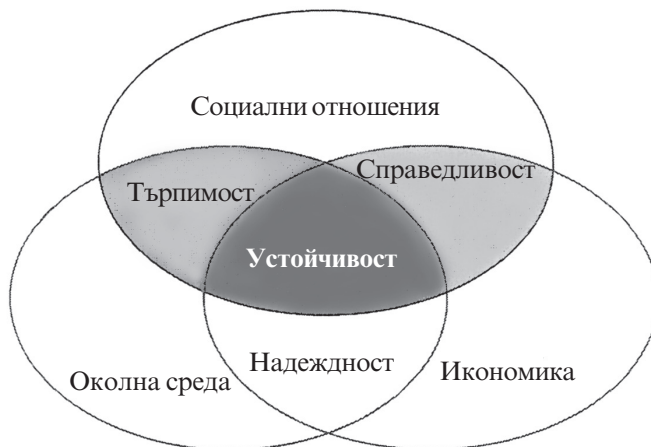 Социални отношения
Търпимост
Справедливост
Устойчивост
Надеждност
Околна среда
Икономика